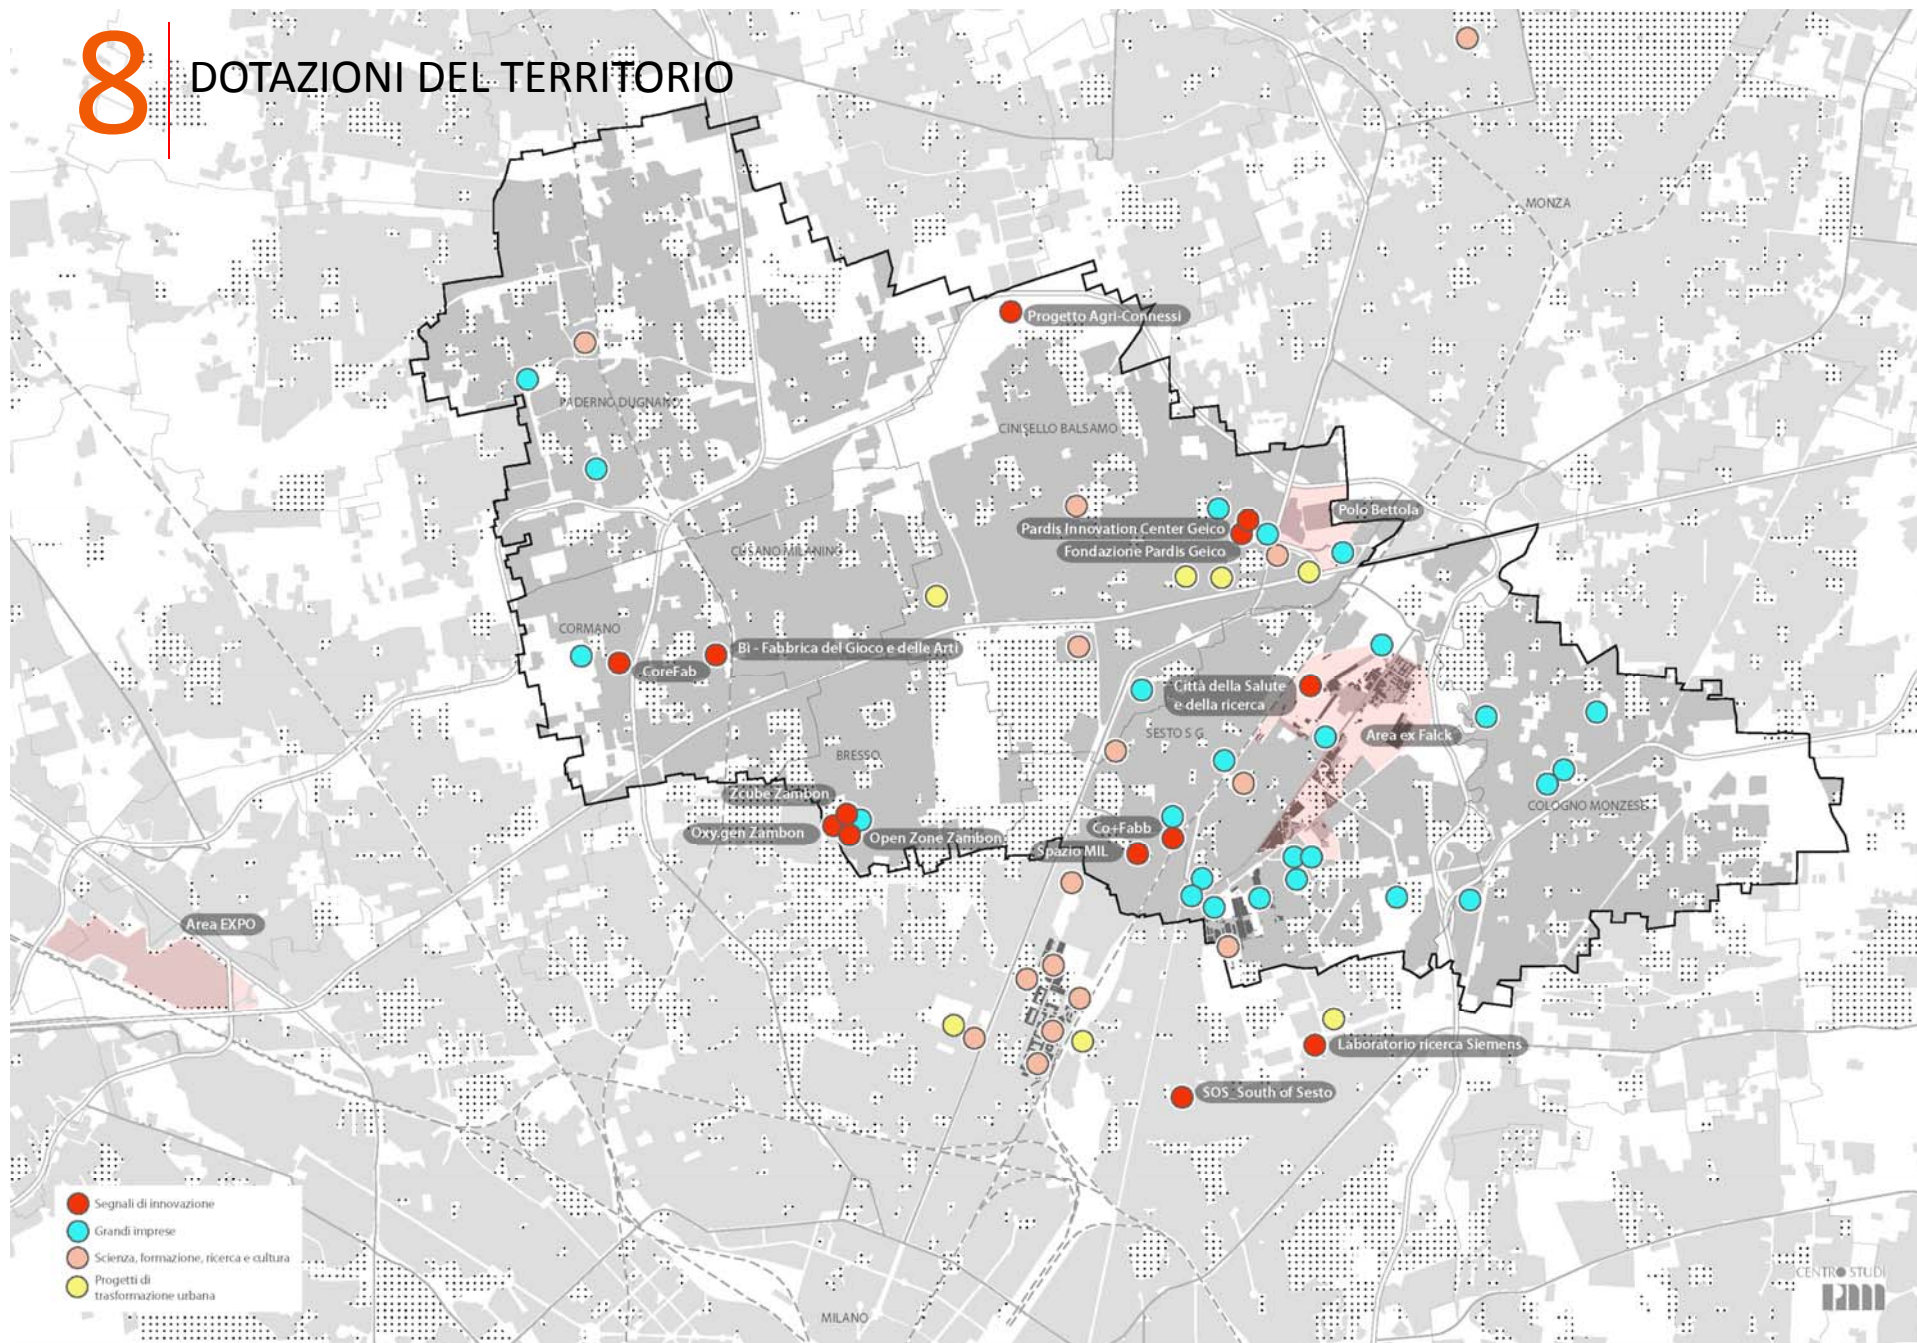 8
DOTAZIONI DEL TERRITORIO
MONZA
Progetto Agri-Connessi
PADERNO DUGNANO
CINISELLO BALSAMO
Polo Bettola
Pardis Innovation Center Geico
Fondazione Pardis Geico
CUSANO MILANINO
CORMANO
BI - Fabbrica del Gioco e delle Arti
CoreFab
Città della Salute
e della ricerca
SESTO S G
Area ex Falck
BRESSO
Zcube Zambon
Oxy.gen Zambon
Open Zone Zambon
Co+Fabb
Spazio MIL
COLOGNO MONZESE
Area EXPO
Laboratorio ricerca Siemens
SOS_South of Sesto
Segnali di innovazione
Grandi imprese
Scienza, formazione, ricerca e cultura
Progetti di
trasformazione urbana
MILANO
CENTRO STUDI
PIM